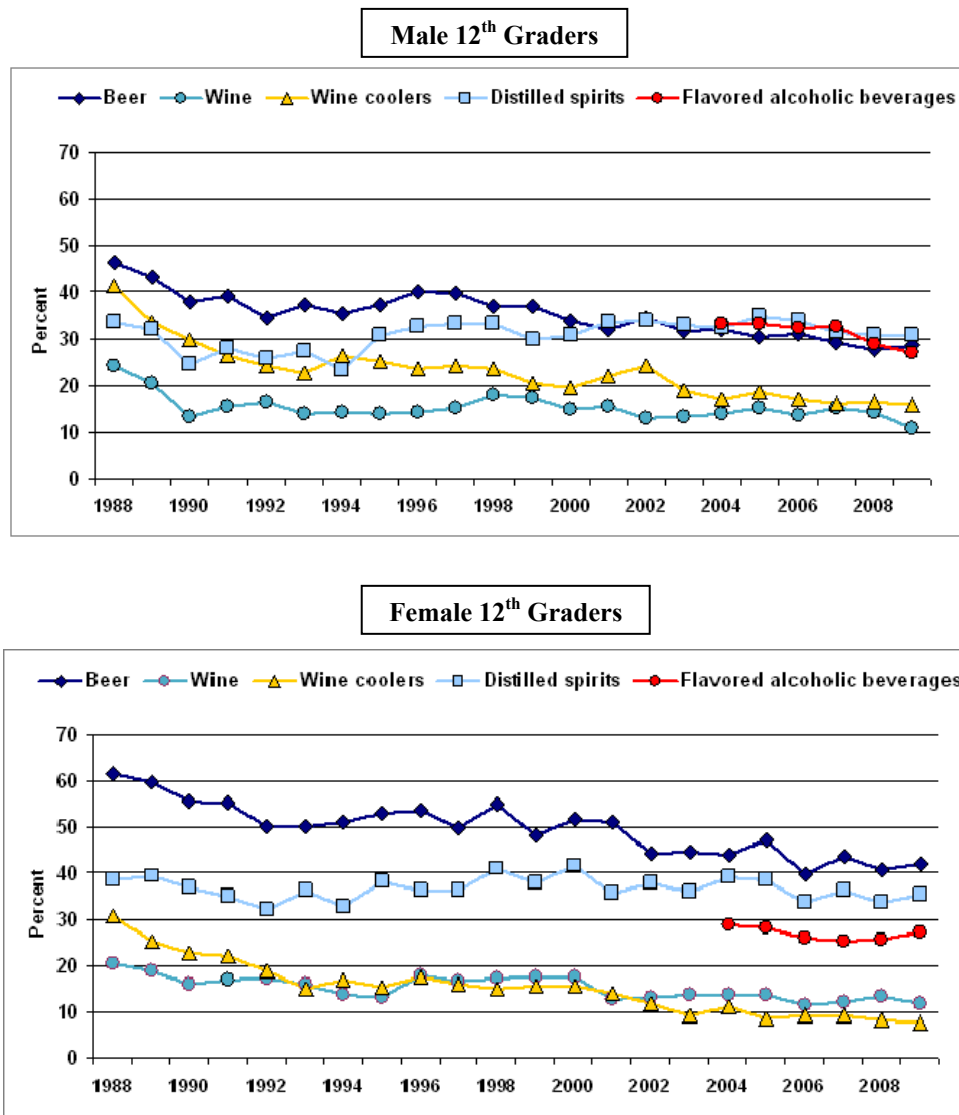 Male 12th Graders
Beer Wine Wine coolers Distilled spirits Flavored alcoholic beverages
70
60
50
40
30
20
10
0
Percent
1988 1990 1992 1994 1996 1998 2000 2002 2004 2006 2008
Female 12th Graders
Beer Wine Wine coolers Distilled spirits Flavored alcoholic beverages
70
60
50
40
30
20
10
0
Percent
1988 1990 1992 1994 1996 1998 2000 2002 2004 2006 2008